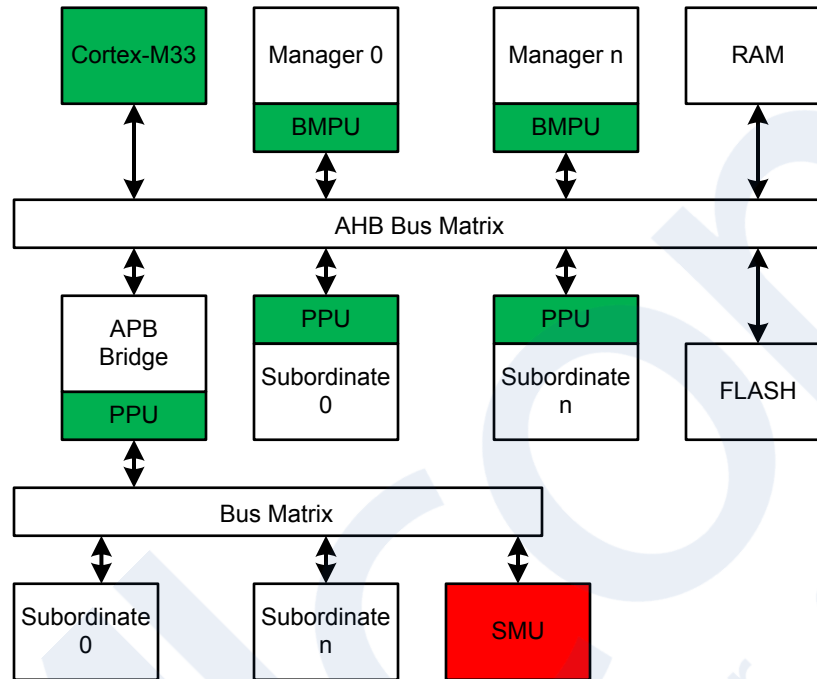 Cortex-M33
Manager 0
BMPU
Manager n
BMPU
RAM
AHB Bus Matrix
APB
Bridge
PPU
PPU
Subordinate
0
PPU
Subordinate
n
FLASH
Bus Matrix
Subordinate
0
Subordinate
n
SMU